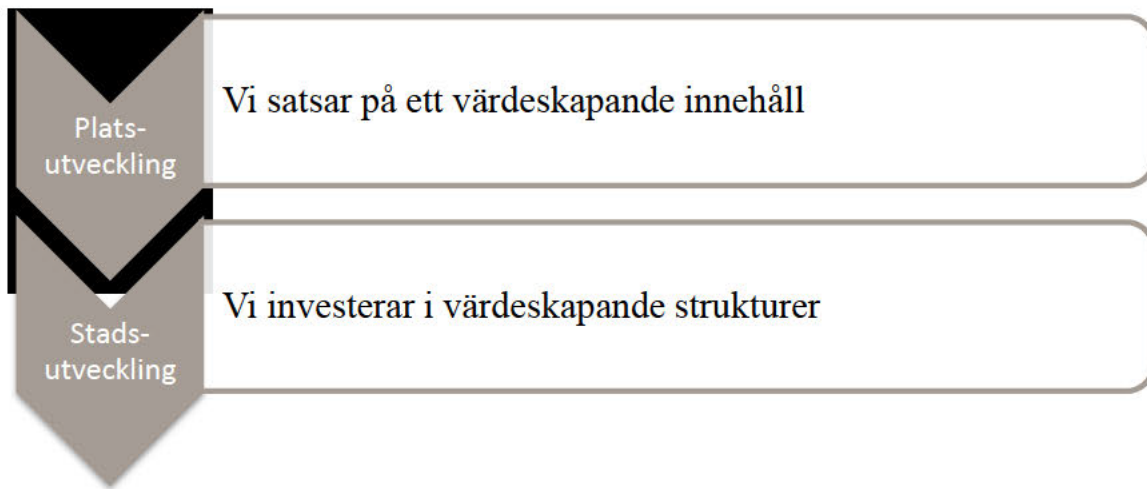 Plats-
utveckling
Vi satsar på ett värdeskapande innehåll
Stads-
utveckling
Vi investerar i värdeskapande strukturer